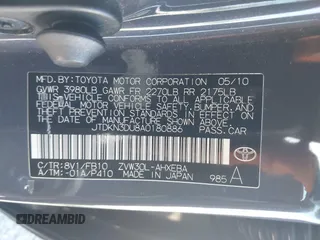 MFD.BY:TOYOTA MOTOR CORPORATION 05/10
GVWR 3980LB GAWR FR 2270LB RR 2175LB
THIS VEHICLE CONFORMS TO ALL APPLICABLE
FEDERAL MOTOR VEHICLE SAFETY, BUMPER, AND
THEFT PREVENTION STANDARDS IN EFFECT ON
THE DATE OF MANUFACTURE SHOWN ABOVE.
JTDKN3DU8A0180886 PASS.CAR
C/TR:8V1/FB10 ZVW30L-AHXEBA
A/TM:-01A/P410 MADE IN JAPAN 985 A
TOYOTA
© AUTOBIDMASTER